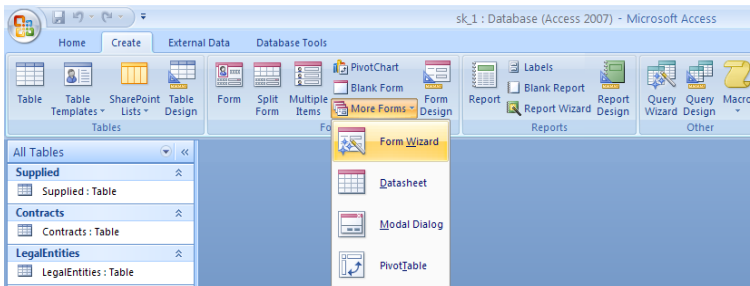 sk_1 : Database (Access 2007) - Microsoft Access
Home Create External Data Database Tools
Table
Table Templates
SharePoint Lists
Table Design
Tables
Form
Split Form
Multiple Items
PivotChart
Blank Form
More Forms
Form Design
Fo
Report
Labels
Blank Report
Report Wizard
Report Design
Reports
Query Wizard
Query Design
Macro
Other
Form Wizard
Datasheet
Modal Dialog
PivotTable
All Tables
Supplied
Supplied : Table
Contracts
Contracts : Table
LegalEntities
LegalEntities : Table